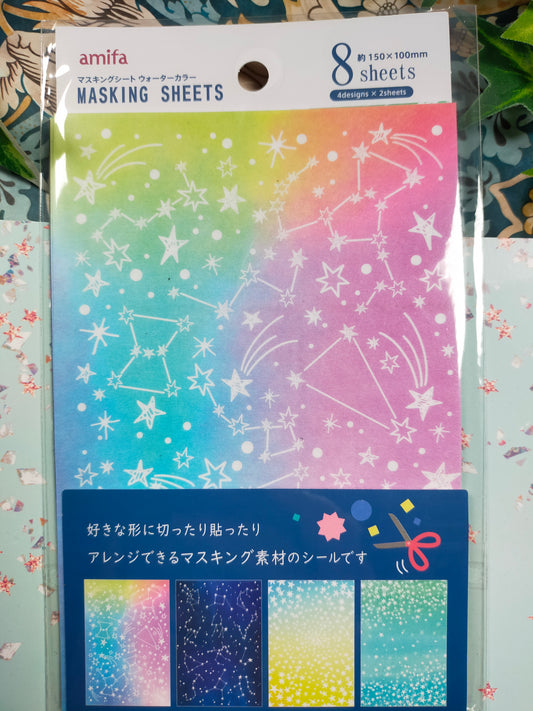 amifa
マスキングシート ウォーターカラー
MASKING SHEETS
8 約150×100mm
sheets
4designs × 2sheets
好きな形に切ったり貼ったり
アレンジできるマスキング素材のシールです